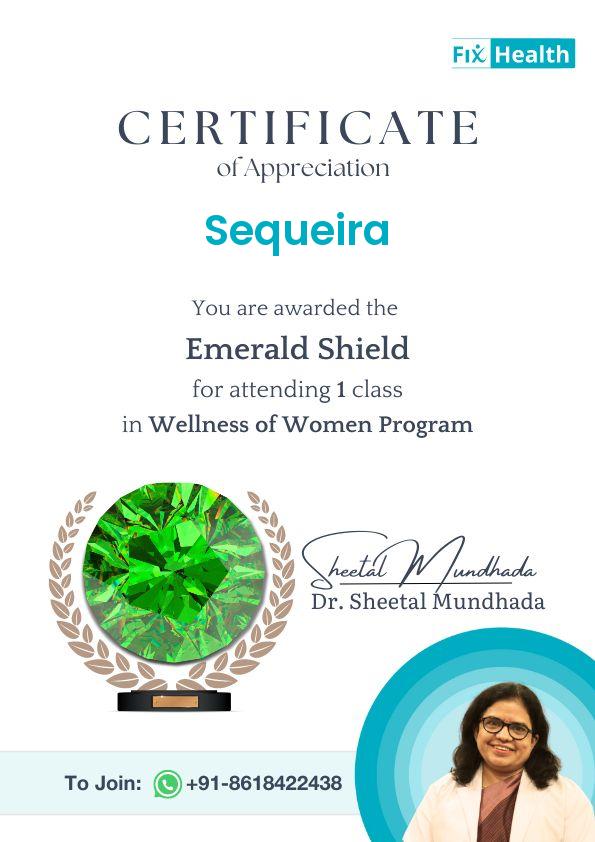 Fix Health
CERTIFICATE
of Appreciation
Sequeira
You are awarded the
Emerald Shield
for attending 1 class
in Wellness of Women Program
Sheetal Mundhada
Dr. Sheetal Mundhada
To Join: +91-8618422438